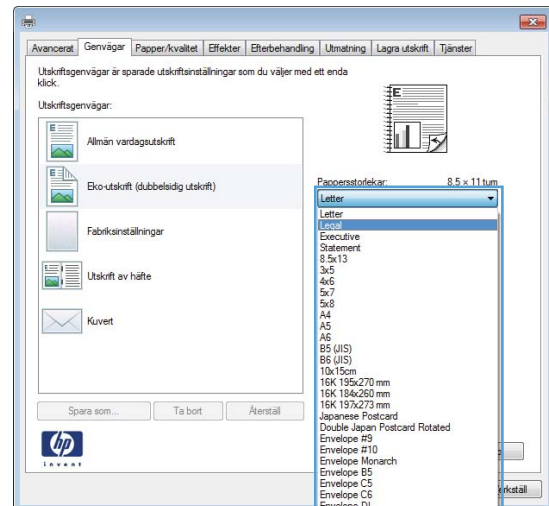 Avancerat Genvägar Papper/kvalitet Effekter Efterbehandling Utmatning Lagra utskrift Tjänster
Utskriftsgenvägar är sparade utskriftsinställningar som du väljer med ett enda
klick.
Utskriftsgenvägar:
Allmän vardagsutskrift
Eko-utskrift (dubbelsidig utskrift)
Fabriksinställningar
Utskrift av häfte
Kuvert
Spara som... Ta bort Återställ
hp
invent
E
Pappersstorlekar: 8.5 × 11 tum
Letter
Letter
Legal
Executive
Statement
8.5x13
3x5
4x6
5x7
5x8
A4
A5
A6
B5 (JIS)
B6 (JIS)
10x15cm
16K 195x270 mm
16K 184x260 mm
16K 197x273 mm
Japanese Postcard
Double Japan Postcard Rotated
Envelope #9
Envelope #10
Envelope Monarch
Envelope B5
Envelope C5
Envelope C6
Envelope DL